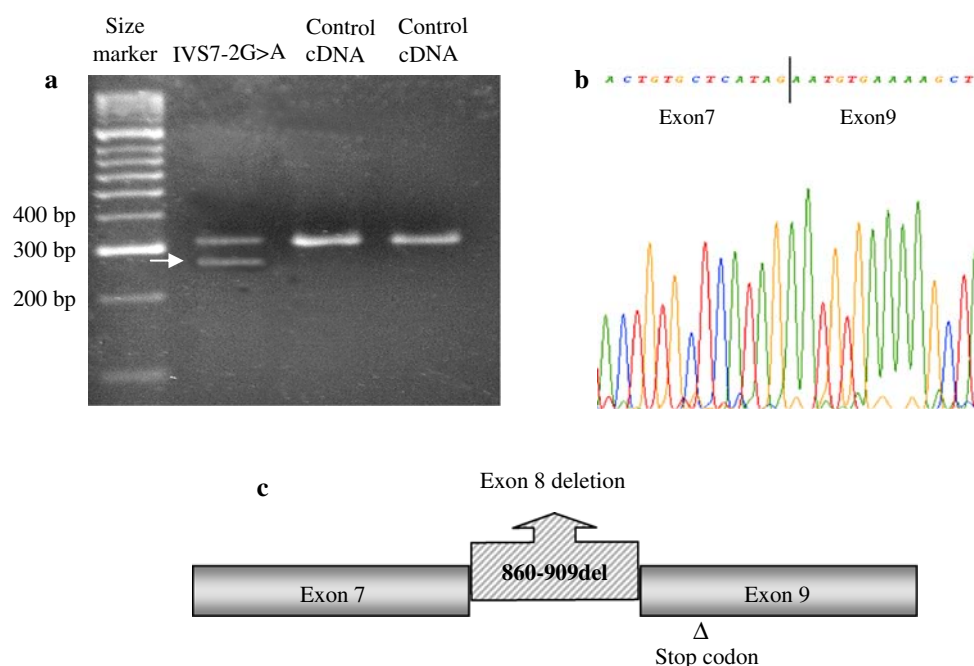 Size
marker
IVS7-2G>A
Control
cDNA
Control
cDNA
a
400 bp
300 bp
200 bp
b
A C T G T G C T C A T A G A A T G T G A A A A G C T
Exon7 Exon9
c
Exon 8 deletion
860-909del
Exon 7
Exon 9
Δ
Stop codon